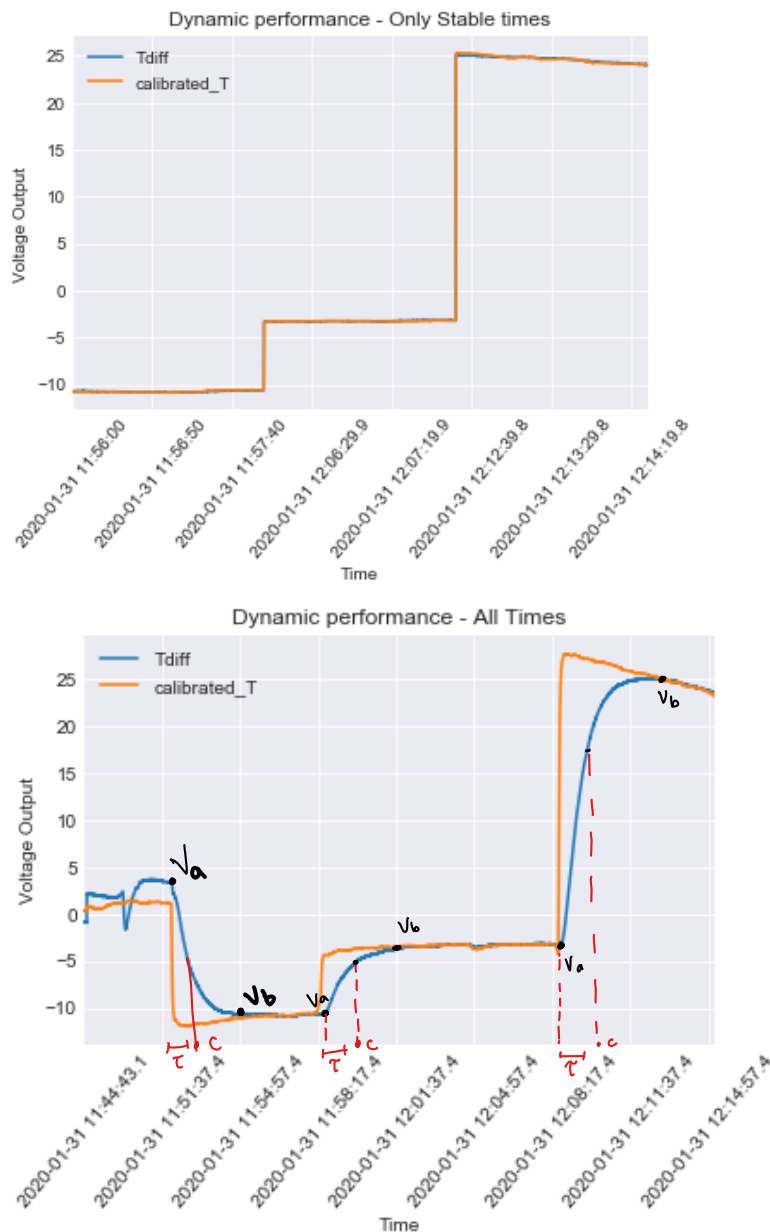 Dynamic performance - Only Stable times
Tdiff
calibrated_T
25
20
15
10
5
0
−5
−10
Voltage Output
2020-01-31 11:56:00
2020-01-31 11:56:50
2020-01-31 11:57:40
2020-01-31 12:06:29.9
2020-01-31 12:07:19.9
2020-01-31 12:12:39.8
2020-01-31 12:13:29.8
2020-01-31 12:14:19.8
Time
Dynamic performance - All Times
Tdiff
calibrated_T
25
20
15
10
5
0
−5
−10
Voltage Output
Va
Vb
Va
Vb
Va
Vb
τ
c
τ
c
τ
c
2020-01-31 11:44:43.1
2020-01-31 11:51:37.4
2020-01-31 11:54:57.4
2020-01-31 11:58:17.4
2020-01-31 12:01:37.4
2020-01-31 12:04:57.4
2020-01-31 12:08:17.4
2020-01-31 12:11:37.4
2020-01-31 12:14:57.4
Time